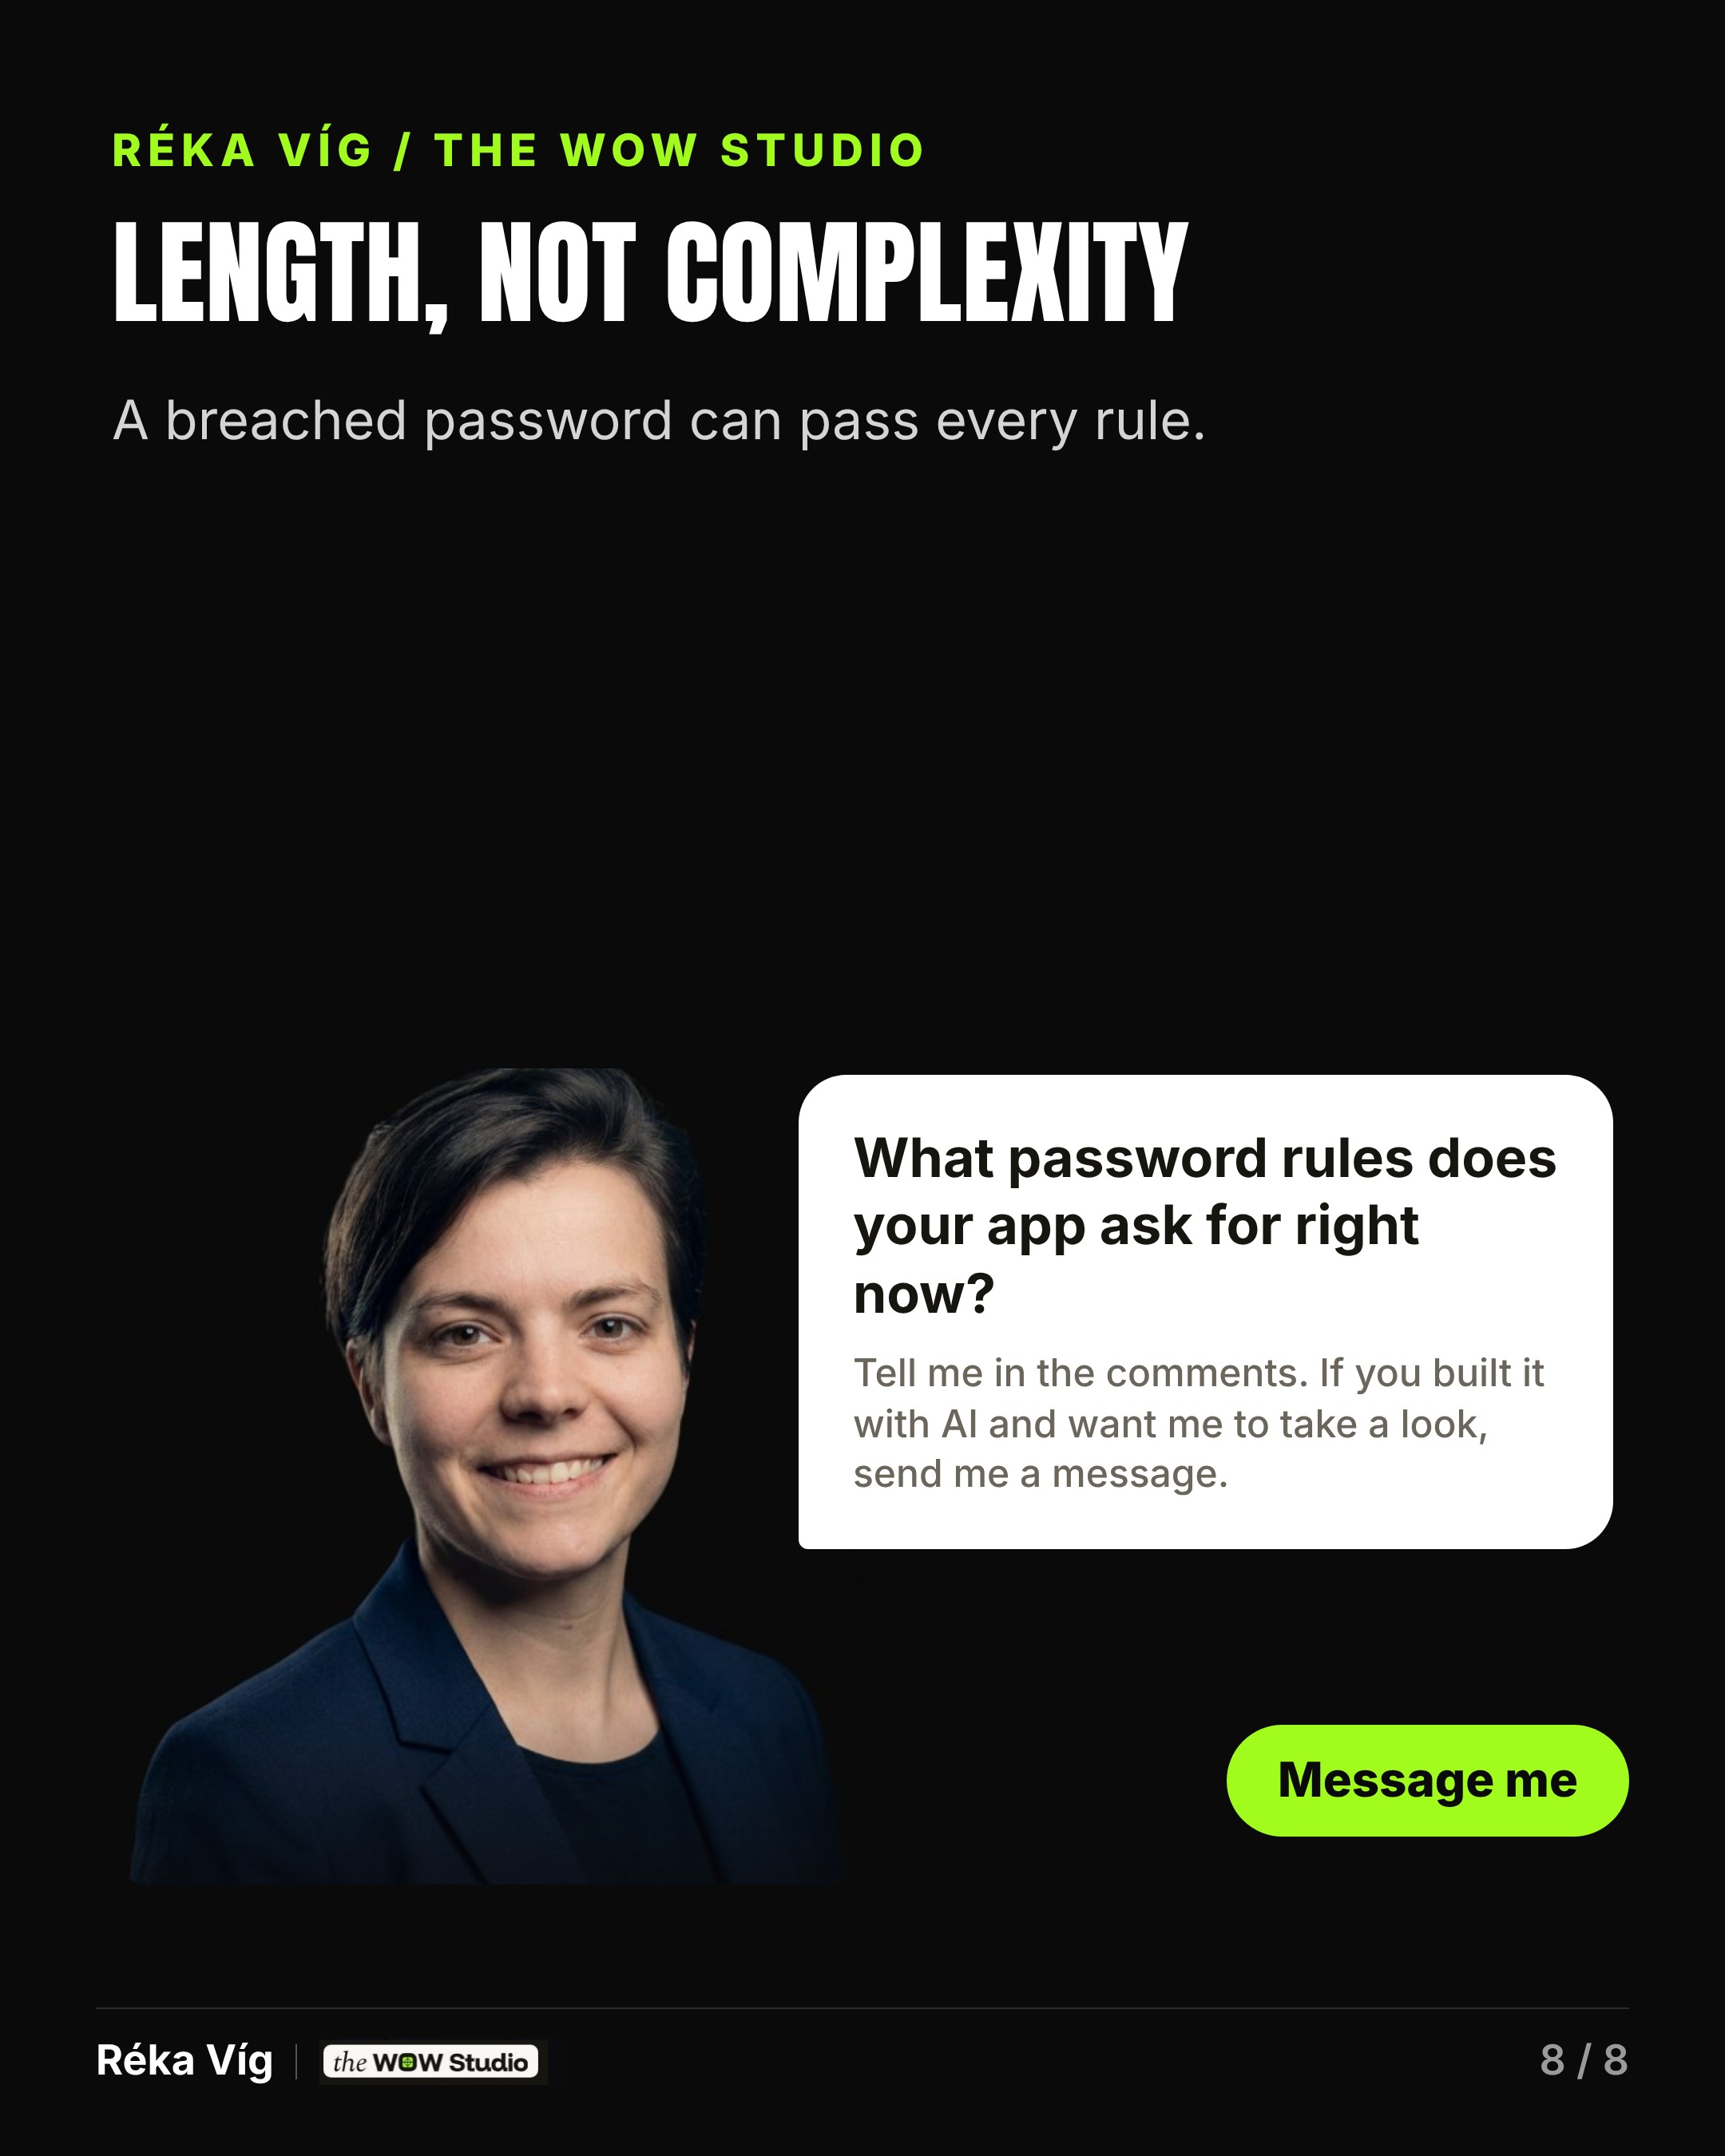 RÉKA VÍG / THE WOW STUDIO
LENGTH, NOT COMPLEXITY
A breached password can pass every rule.
What password rules does
your app ask for right
now?
Tell me in the comments. If you built it
with AI and want me to take a look,
send me a message.
Message me
Réka Víg
the WOW Studio
8 / 8